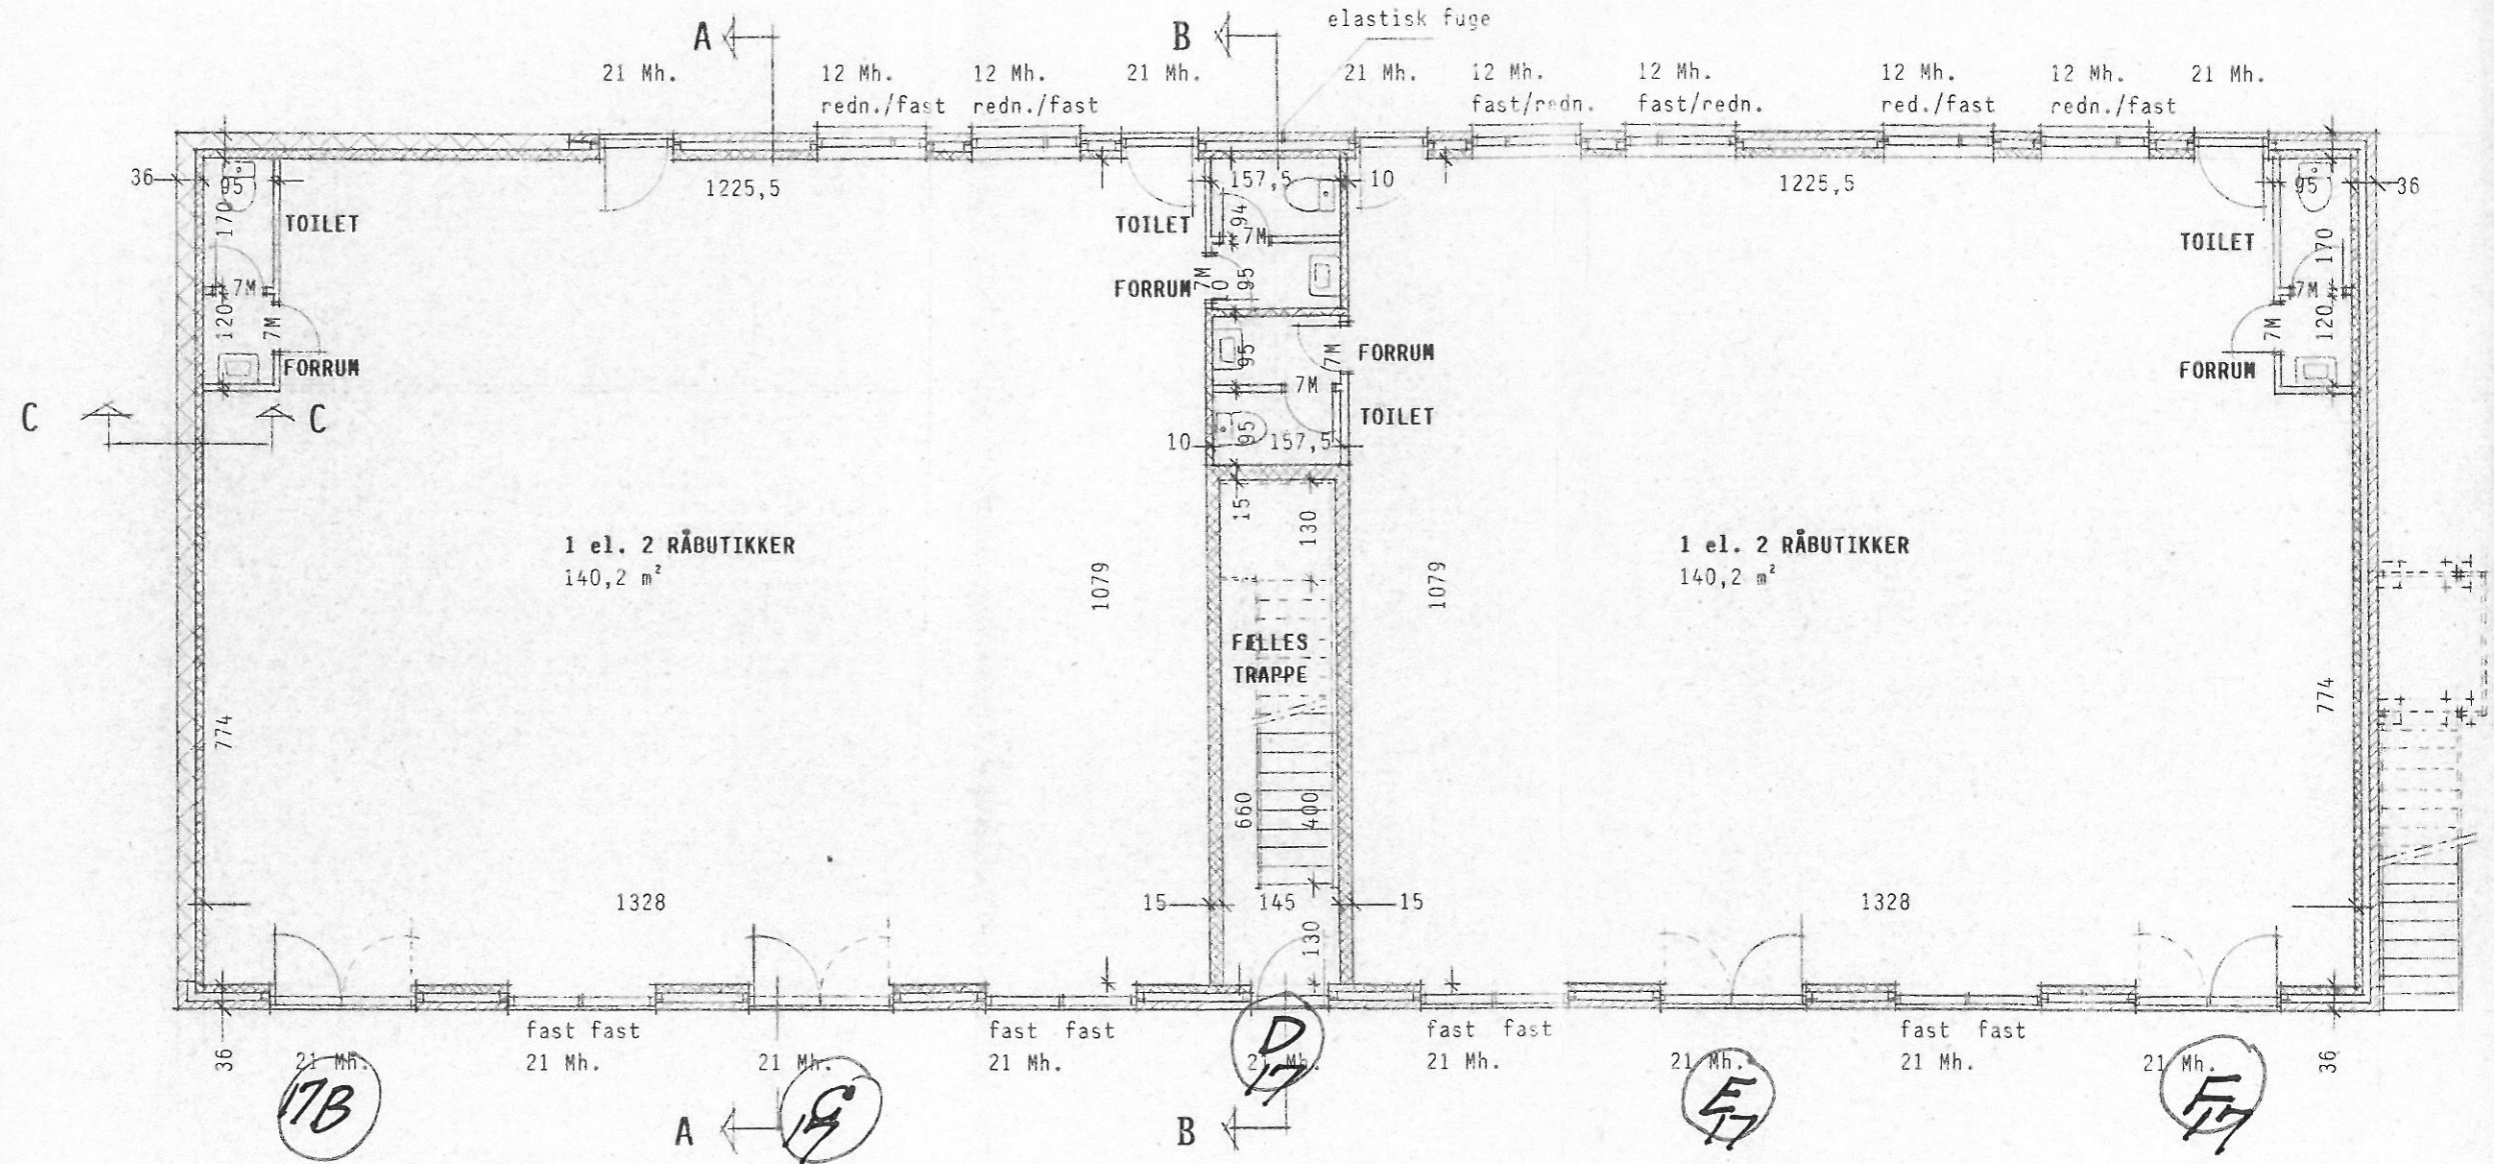 elastisk fuge
A
B
21 Mh.
12 Mh.
redn./fast
12 Mh.
redn./fast
21 Mh.
21 Mh.
12 Mh.
fast/redn.
12 Mh.
fast/redn.
12 Mh.
red./fast
12 Mh.
redn./fast
21 Mh.
36
95
1225,5
157,5
10
1225,5
95
36
170
TOILET
TOILET
94
7M
TOILET
170
7M
FORRUM
7M
10
95
7M
120
7M
FORRUM
95
7M
FORRUM
7M
120
FORRUM
7M
C
C
95
TOILET
10
157,5
15
130
1 el. 2 RÅBUTIKKER
140,2 m²
1079
1079
1 el. 2 RÅBUTIKKER
140,2 m²
FÆLLES
TRAPPE
774
774
660
400
1328
15
145
15
1328
130
36
21 Mh.
fast fast
21 Mh.
21 Mh.
fast fast
21 Mh.
21 Mh.
fast fast
21 Mh.
21 Mh.
fast fast
21 Mh.
21 Mh.
36
17B
C
17
D
17
E
17
F
17
A
B